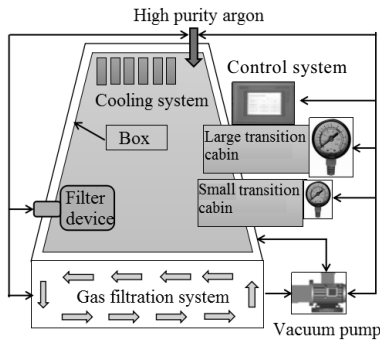 High purity argon
Control system
Cooling system
Box
Large transition
cabin
Small transition
cabin
Filter
device
Gas filtration system
Vacuum pump